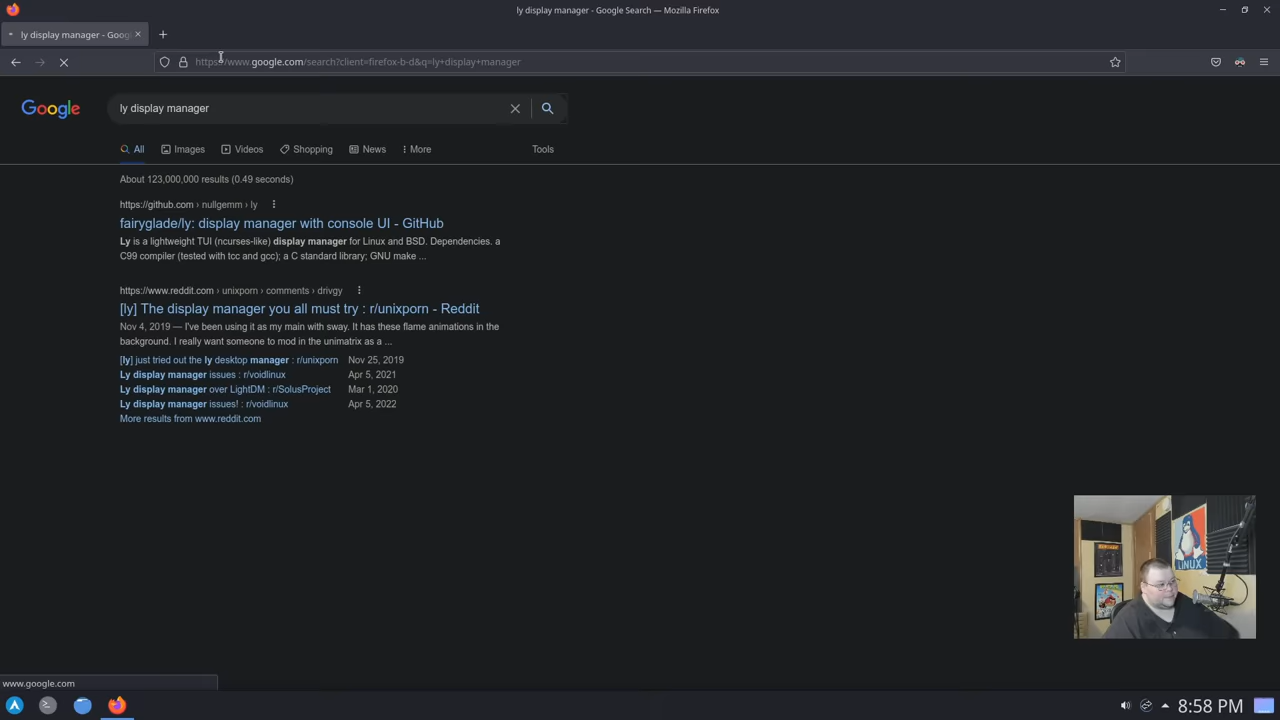 ly display manager - Google Search — Mozilla Firefox
ly display manager - Goog
https://www.google.com/search?client=firefox-b-d&q=ly+display+manager
Google
ly display manager
All
Images
Videos
Shopping
News
More
Tools
About 123,000,000 results (0.49 seconds)
https://github.com › nullgemm › ly
fairyglade/ly: display manager with console UI - GitHub
Ly is a lightweight TUI (ncurses-like) display manager for Linux and BSD. Dependencies. a
C99 compiler (tested with tcc and gcc); a C standard library; GNU make ...
https://www.reddit.com › unixporn › comments › drivgy
[ly] The display manager you all must try : r/unixporn - Reddit
Nov 4, 2019 — I've been using it as my main with sway. It has these flame animations in the
background. I really want someone to mod in the unimatrix as a ...
[ly] just tried out the ly desktop manager : r/unixporn Nov 25, 2019
Ly display manager issues : r/voidlinux Apr 5, 2021
Ly display manager over LightDM : r/SolusProject Mar 1, 2020
Ly display manager issues! : r/voidlinux Apr 5, 2022
More results from www.reddit.com
LINUX
www.google.com
8:58 PM